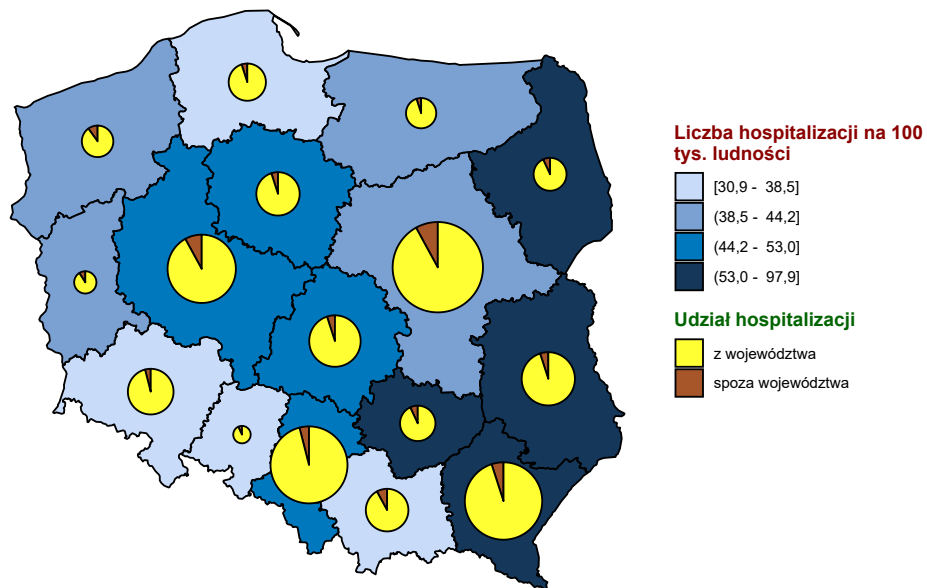 Liczba hospitalizacji na 100
tys. ludności
[30,9 - 38,5]
(38,5 - 44,2]
(44,2 - 53,0]
(53,0 - 97,9]
Udział hospitalizacji
z województwa
spoza województwa